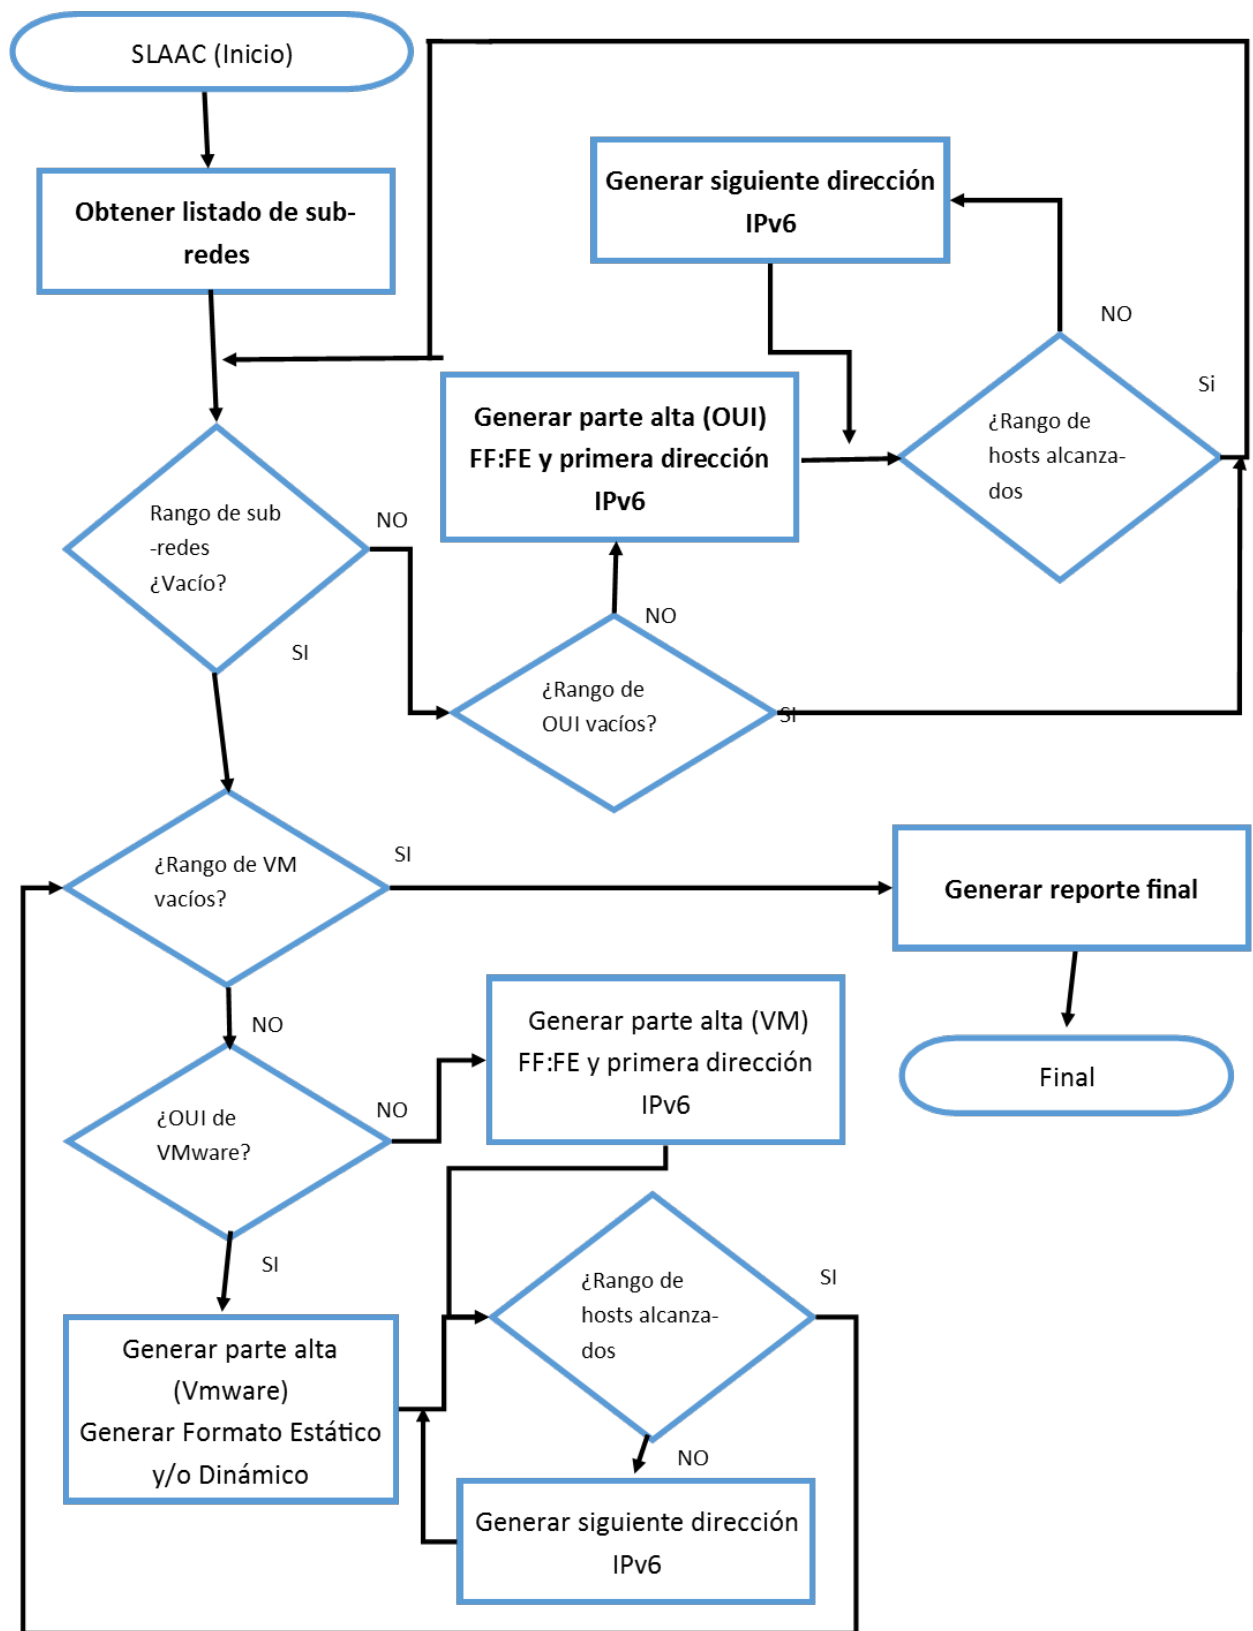 SLAAC (Inicio)
Obtener listado de sub-
redes
Generar siguiente dirección
IPv6
NO
Si
¿Rango de
hosts alcanza-
dos
Generar parte alta (OUI)
FF:FE y primera dirección
IPv6
Rango de sub
-redes
¿Vacío?
NO
SI
NO
¿Rango de
OUI vacíos?
SI
¿Rango de VM
vacíos?
SI
Generar reporte final
NO
Final
Generar parte alta (VM)
FF:FE y primera dirección
IPv6
¿OUI de
VMware?
NO
SI
¿Rango de
hosts alcanza-
dos
SI
Generar parte alta
(Vmware)
Generar Formato Estático
y/o Dinámico
NO
Generar siguiente dirección
IPv6